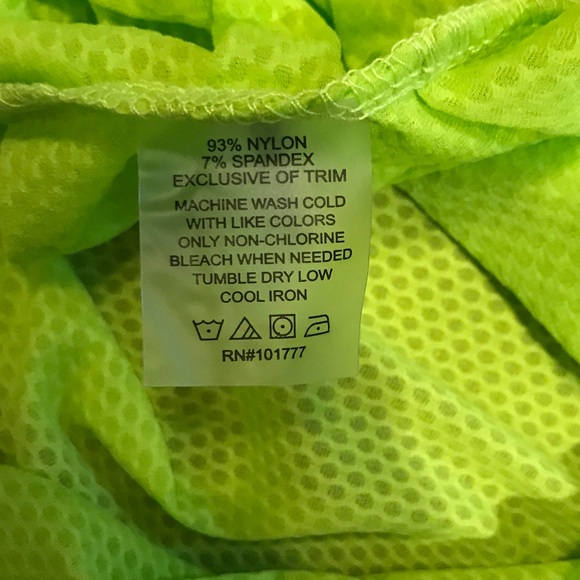 93% NYLON
7% SPANDEX
EXCLUSIVE OF TRIM
MACHINE WASH COLD
WITH LIKE COLORS
ONLY NON-CHLORINE
BLEACH WHEN NEEDED
TUMBLE DRY LOW
COOL IRON
RN#101777